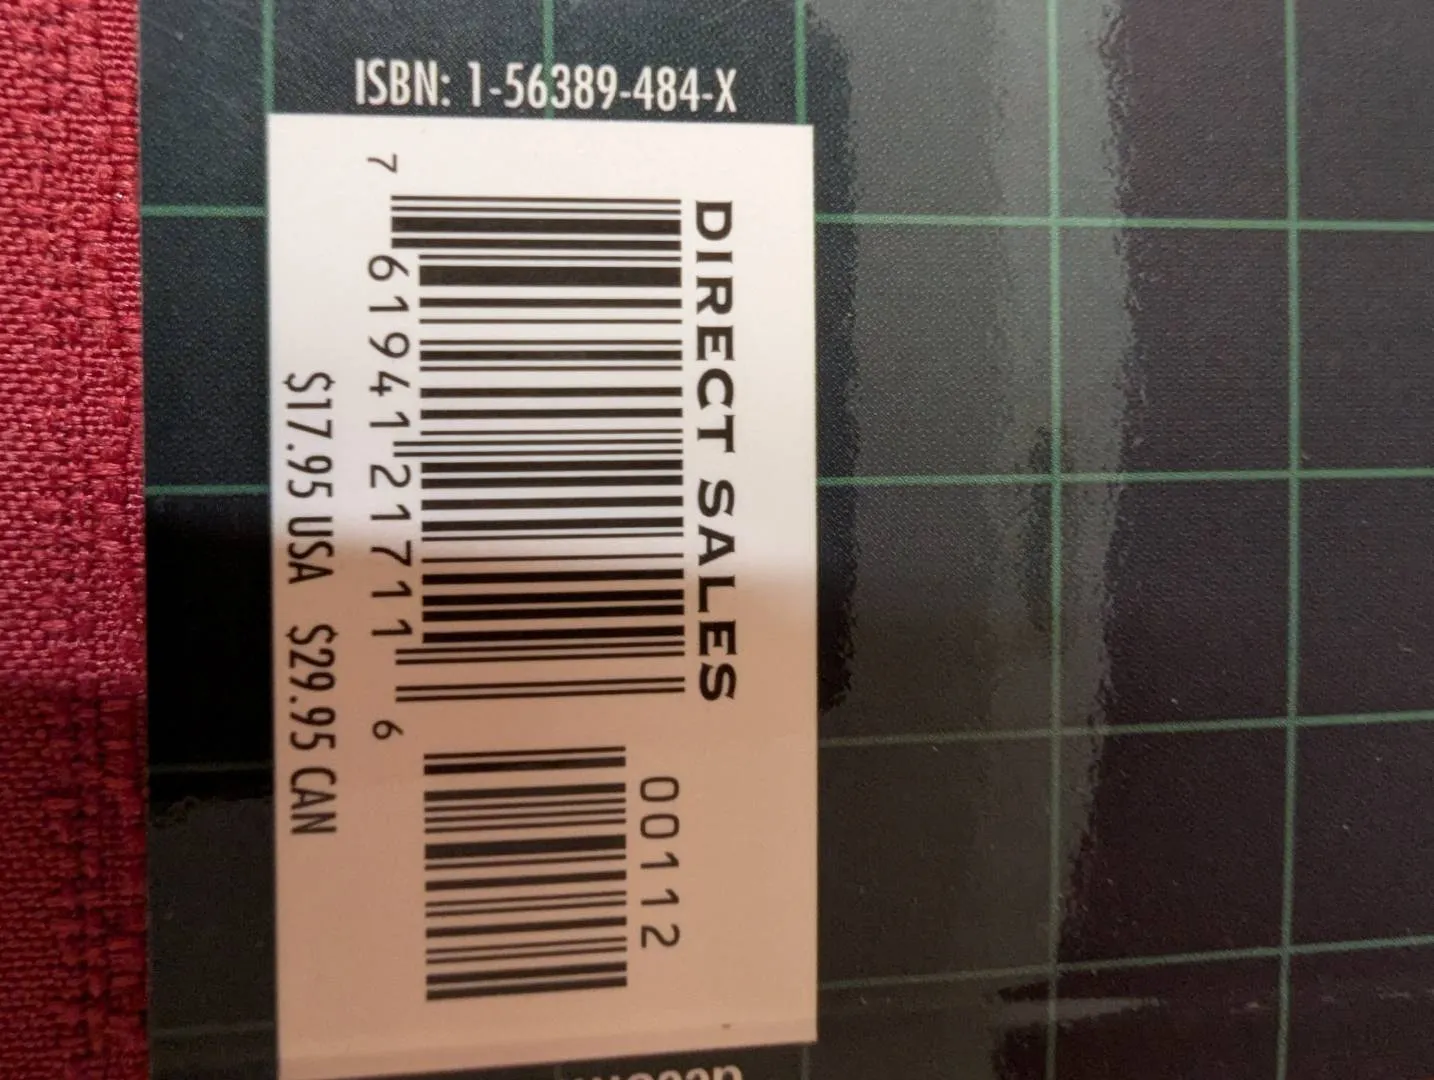 ISBN: 1-56389-484-X
DIRECT SALES
00112
7 61941 21711 6
$17.95 USA $29.95 CAN